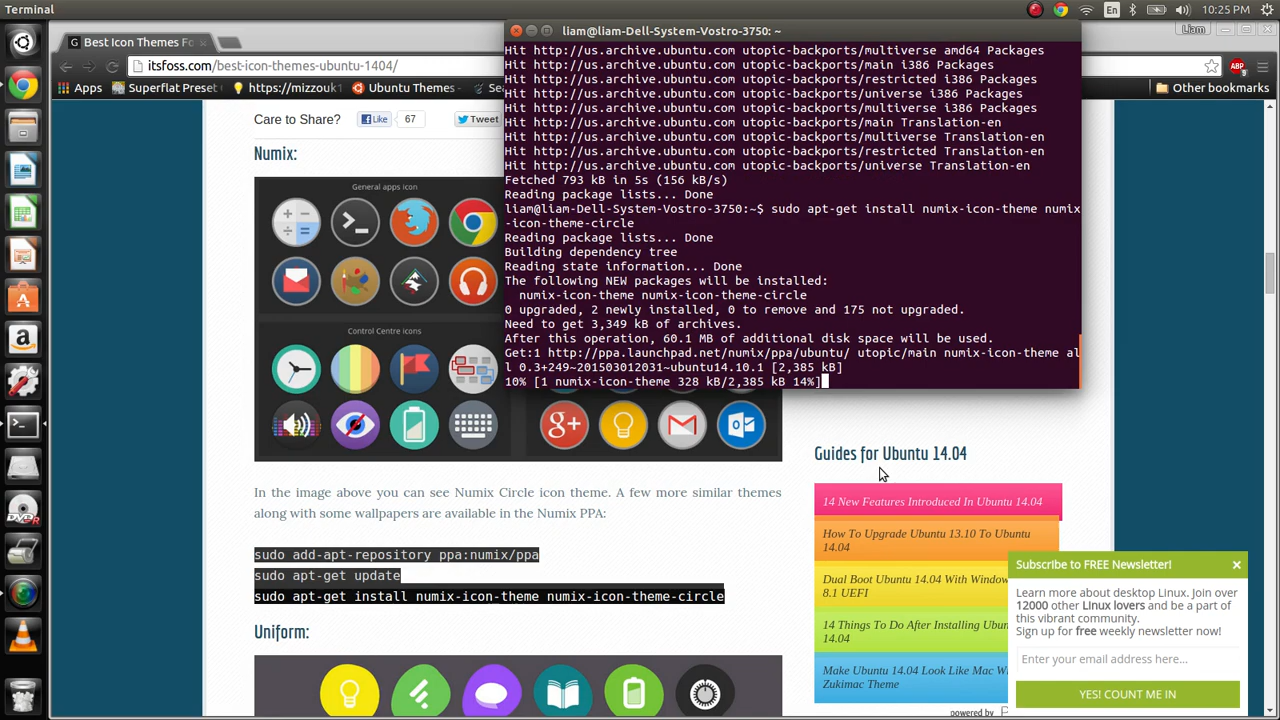 Terminal
En
10:25 PM
Best Icon Themes F
Liam
itsfoss.com/best-icon-themes-ubuntu-1404/
ABP
Apps
Superflat Preset
https://mizzouk
Ubuntu Themes -
Sea
Other bookmarks
liam@liam-Dell-System-Vostro-3750: ~
Hit http://us.archive.ubuntu.com utopic-backports/multiverse amd64 Packages
Hit http://us.archive.ubuntu.com utopic-backports/main i386 Packages
Hit http://us.archive.ubuntu.com utopic-backports/restricted i386 Packages
Hit http://us.archive.ubuntu.com utopic-backports/universe i386 Packages
Hit http://us.archive.ubuntu.com utopic-backports/multiverse i386 Packages
Hit http://us.archive.ubuntu.com utopic-backports/main Translation-en
Hit http://us.archive.ubuntu.com utopic-backports/multiverse Translation-en
Hit http://us.archive.ubuntu.com utopic-backports/restricted Translation-en
Hit http://us.archive.ubuntu.com utopic-backports/universe Translation-en
Fetched 793 kB in 5s (156 kB/s)
Reading package lists... Done
liam@liam-Dell-System-Vostro-3750:~$ sudo apt-get install numix-icon-theme numix
-icon-theme-circle
Reading package lists... Done
Building dependency tree
Reading state information... Done
The following NEW packages will be installed:
numix-icon-theme numix-icon-theme-circle
0 upgraded, 2 newly installed, 0 to remove and 175 not upgraded.
Need to get 3,349 kB of archives.
After this operation, 60.1 MB of additional disk space will be used.
Get:1 http://ppa.launchpad.net/numix/ppa/ubuntu/ utopic/main numix-icon-theme al
l 0.3+249~201503012031~ubuntu14.10.1 [2,385 kB]
10% [1 numix-icon-theme 328 kB/2,385 kB 14%]
Care to Share?
Like
67
Tweet
Numix:
General apps icon
Control Centre icons
In the image above you can see Numix Circle icon theme. A few more similar themes
along with some wallpapers are available in the Numix PPA:
sudo add-apt-repository ppa:numix/ppa
sudo apt-get update
sudo apt-get install numix-icon-theme numix-icon-theme-circle
Uniform:
Guides for Ubuntu 14.04
14 New Features Introduced In Ubuntu 14.04
How To Upgrade Ubuntu 13.10 To Ubuntu
14.04
Dual Boot Ubuntu 14.04 With Window
8.1 UEFI
14 Things To Do After Installing Ubun
14.04
Make Ubuntu 14.04 Look Like Mac Wi
Zukimac Theme
powered by
Subscribe to FREE Newsletter!
Learn more about desktop Linux. Join over
12000 other Linux lovers and be a part of
this vibrant community.
Sign up for free weekly newsletter now!
Enter your email address here...
YES! COUNT ME IN